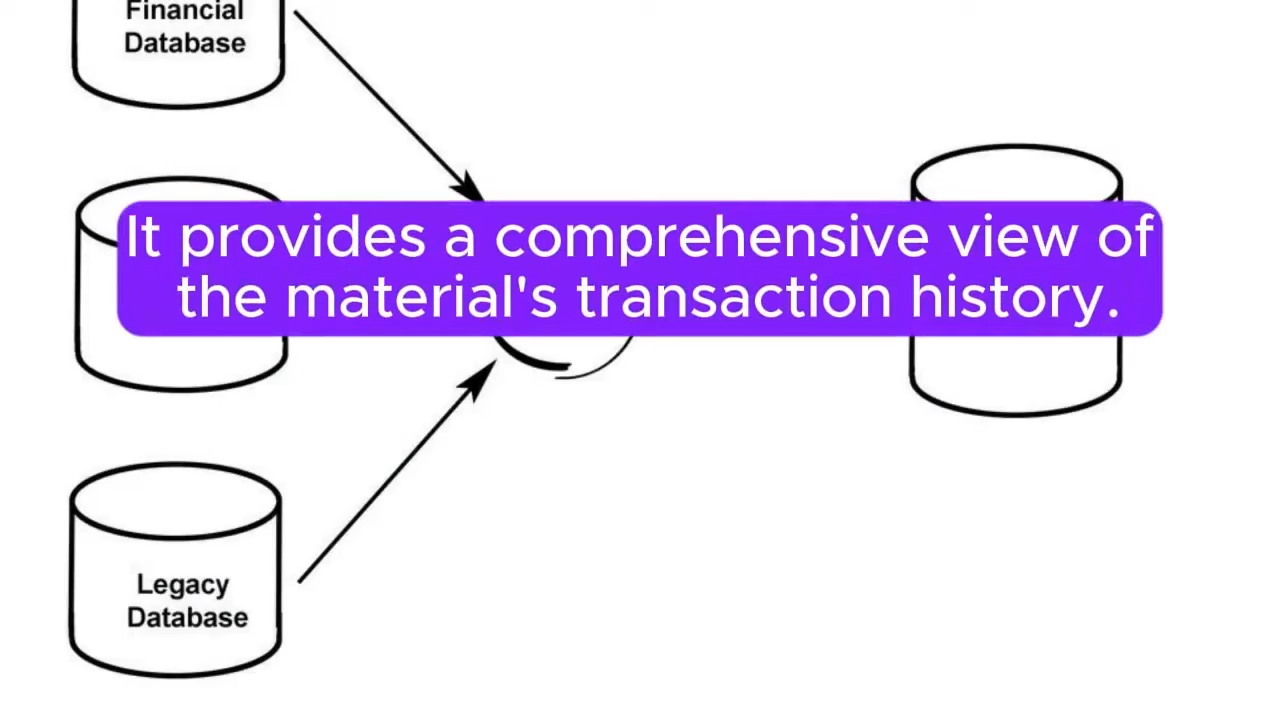 Financial
Database
It provides a comprehensive view of
the material's transaction history.
Legacy
Database